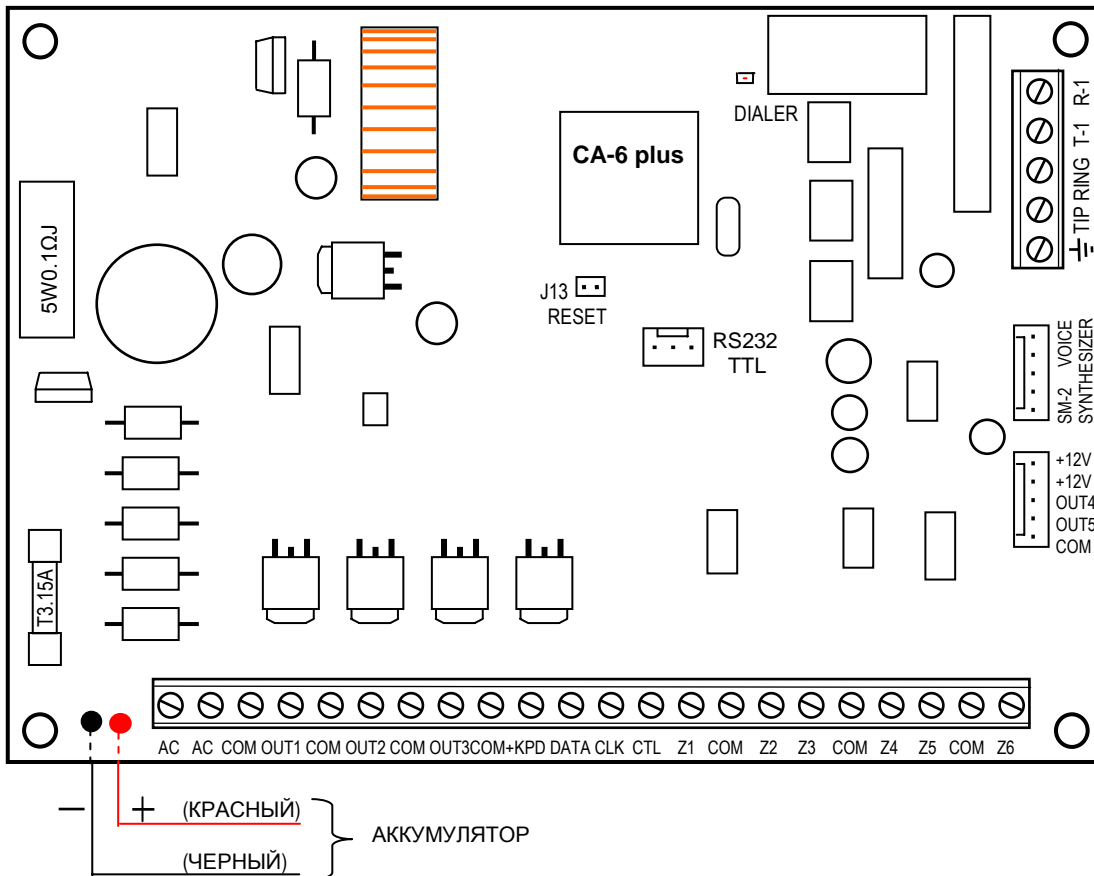 R-1
T-1
TIP RING
DIALER
CA-6 plus
5W0.1ΩJ
J13
RESET
RS232
TTL
SM-2 VOICE
SYNTHESIZER
+12V
+12V
OUT4
OUT5
COM
T3.15A
AC AC COM OUT1 COM OUT2 COM OUT3 COM +KPD DATA CLK CTL Z1 COM Z2 Z3 COM Z4 Z5 COM Z6
− + (КРАСНЫЙ)
АККУМУЛЯТОР
(ЧЕРНЫЙ)